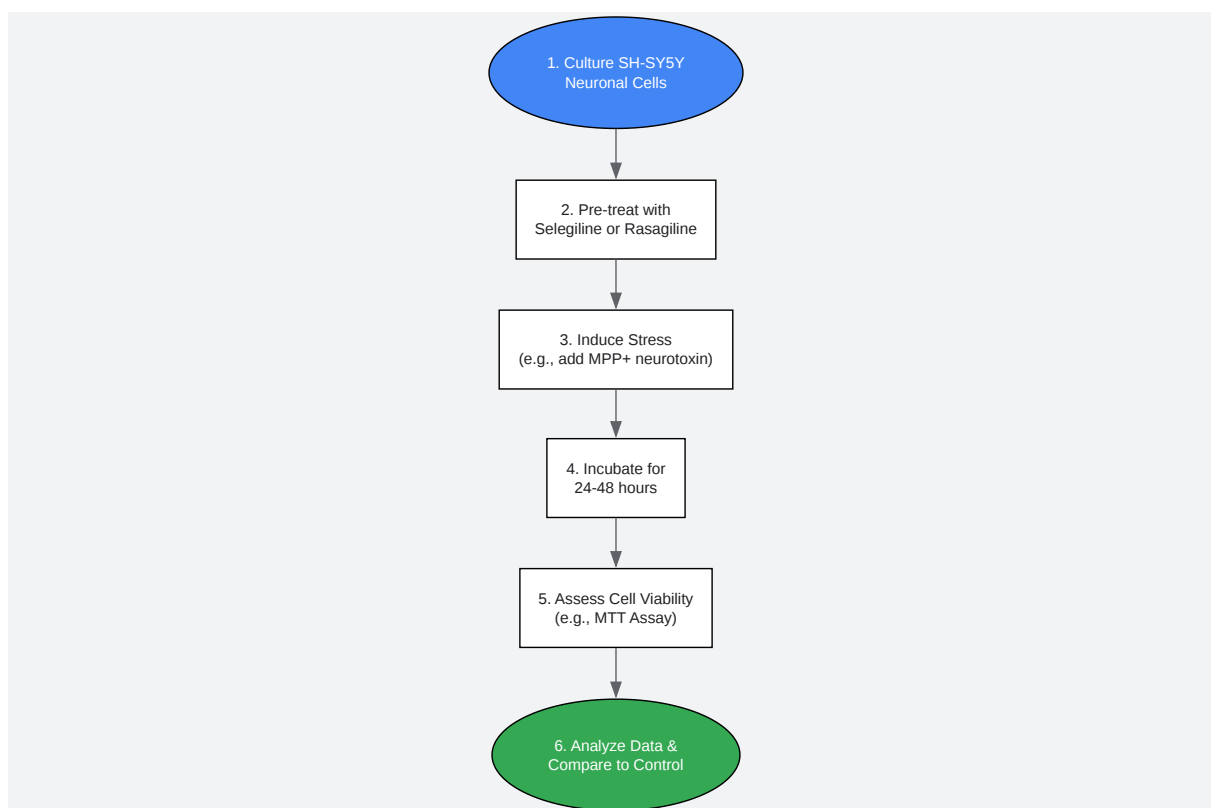 1. Culture SH-SY5Y
Neuronal Cells
2. Pre-treat with
Selegiline or Rasagiline
3. Induce Stress
(e.g., add MPP+ neurotoxin)
4. Incubate for
24-48 hours
5. Assess Cell Viability
(e.g., MTT Assay)
6. Analyze Data &
Compare to Control